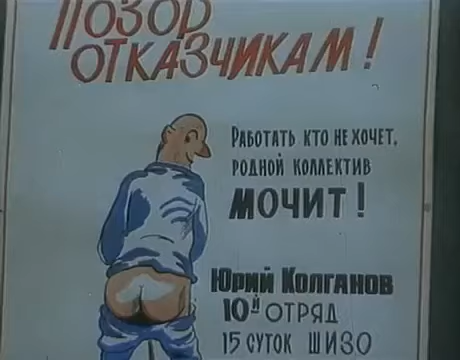 ПОЗОР
ОТКАЗЧИКАМ!
РАБОТАТЬ КТО НЕ ХОЧЕТ,
РОДНОЙ КОЛЛЕКТИВ
МОЧИТ!
ЮРИЙ КОЛГАНОВ
10Й ОТРЯД
15 СУТОК ШИЗО